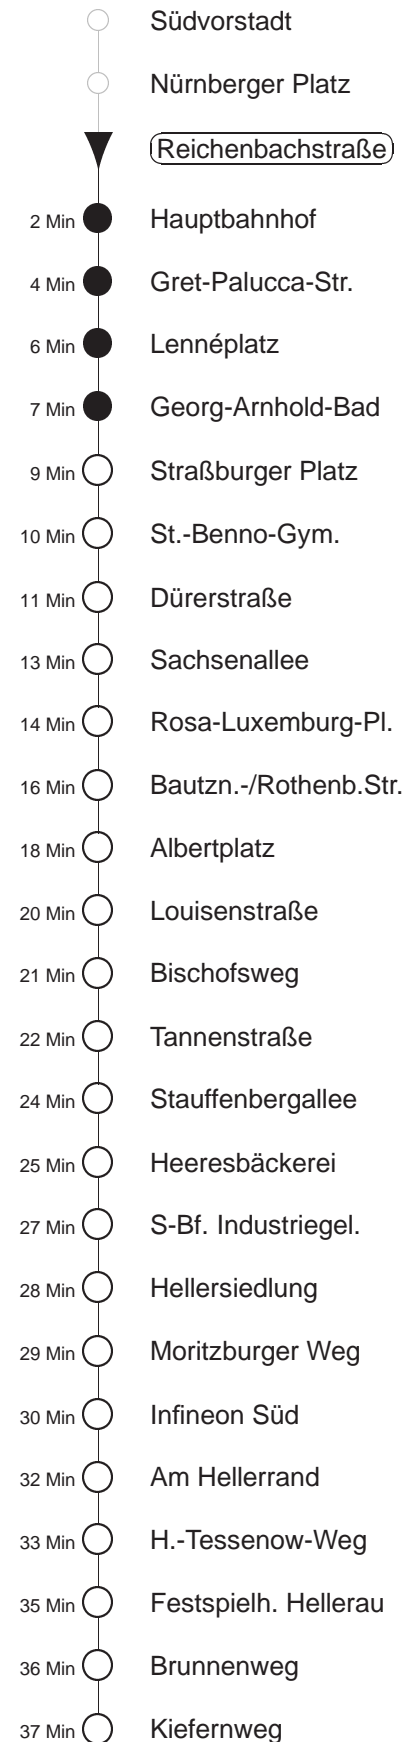 Südvorstadt
Nürnberger Platz
Reichenbachstraße
2 Min Hauptbahnhof
4 Min Gret-Palucca-Str.
6 Min Lennéplatz
7 Min Georg-Arnhold-Bad
9 Min Straßburger Platz
10 Min St.-Benno-Gym.
11 Min Dürerstraße
13 Min Sachsenallee
14 Min Rosa-Luxemburg-Pl.
16 Min Bautzn.-/Rothenb.Str.
18 Min Albertplatz
20 Min Louisenstraße
21 Min Bischofsweg
22 Min Tannenstraße
24 Min Stauffenbergallee
25 Min Heeresbäckerei
27 Min S-Bf. Industriegel.
28 Min Hellersiedlung
29 Min Moritzburger Weg
30 Min Infineon Süd
32 Min Am Hellerrand
33 Min H.-Tessenow-Weg
35 Min Festspielh. Hellerau
36 Min Brunnenweg
37 Min Kiefernweg